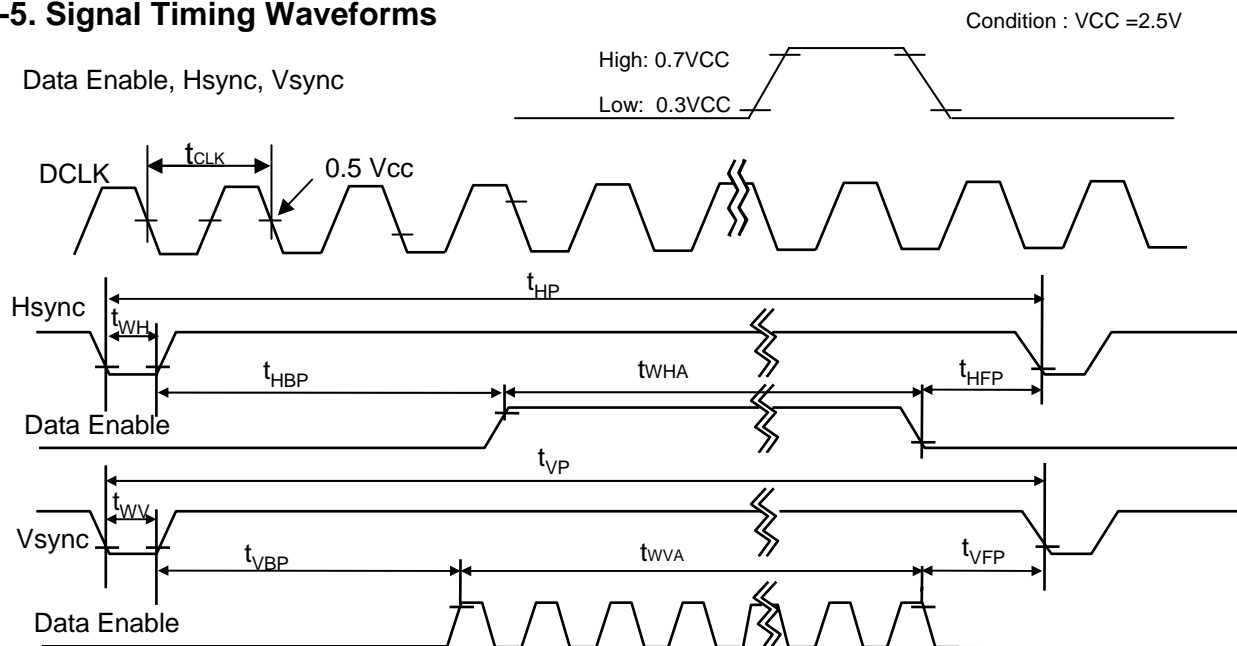 -5. Signal Timing Waveforms
Condition : VCC =2.5V
Data Enable, Hsync, Vsync
High: 0.7VCC
Low: 0.3VCC
tCLK
0.5 Vcc
DCLK
tHP
Hsync
tWH
tHBP
tWHA
tHFP
Data Enable
tVP
tWV
Vsync
tVBP
tWVA
tVFP
Data Enable